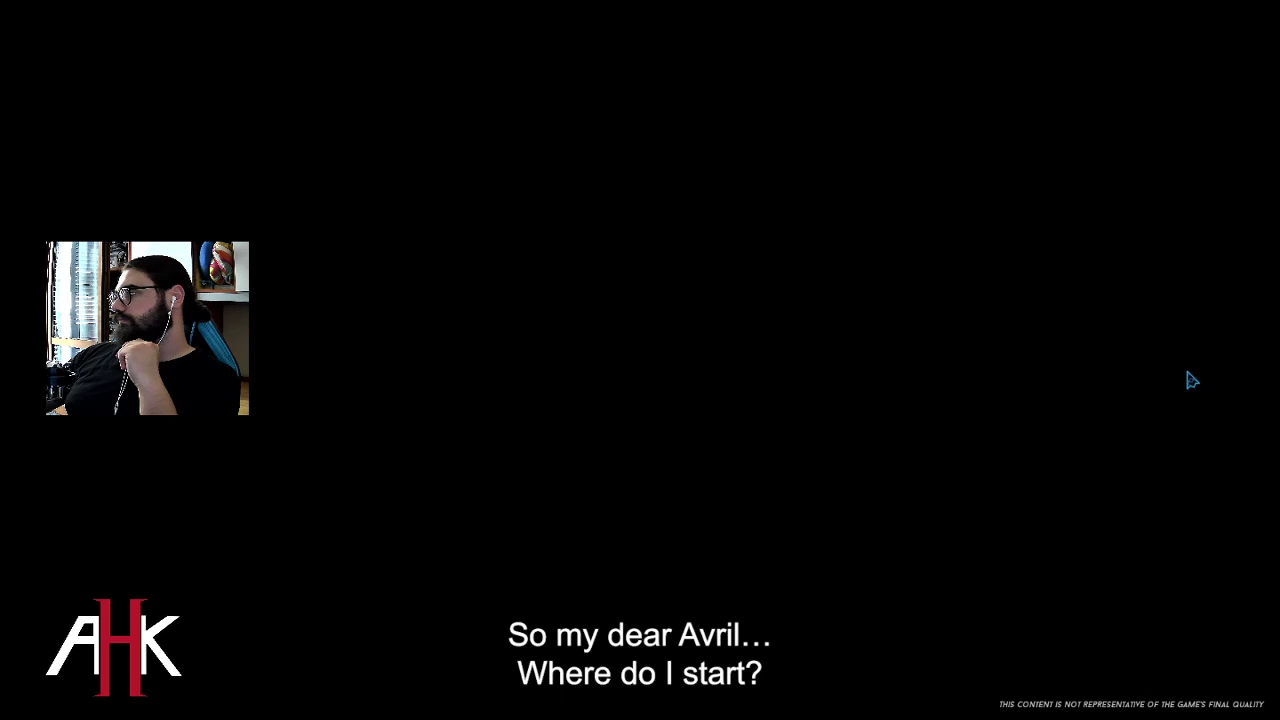 AHK
So my dear Avril...
Where do I start?
THIS CONTENT IS NOT REPRESENTATIVE OF THE GAME'S FINAL QUALITY